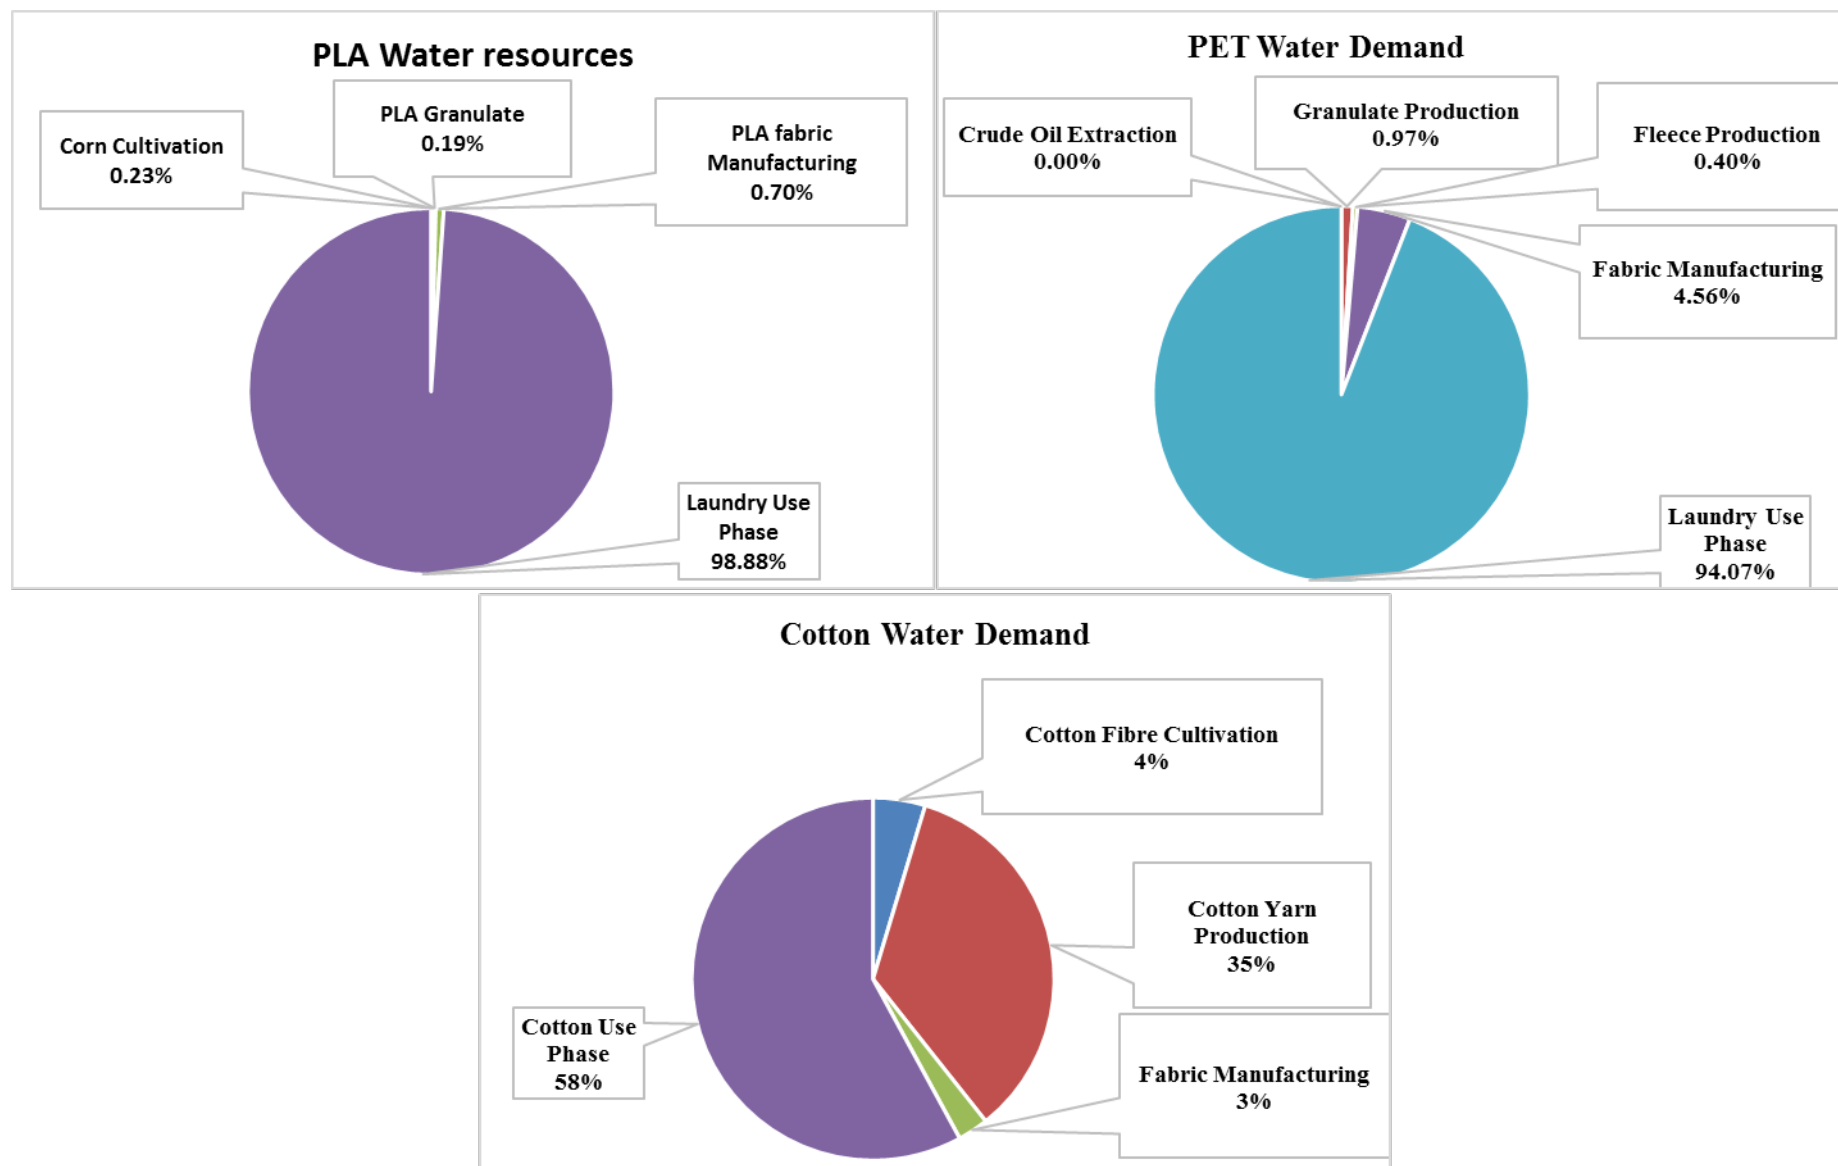 PLA Water resources
Corn Cultivation
0.23%
PLA Granulate
0.19%
PLA fabric
Manufacturing
0.70%
Laundry Use
Phase
98.88%
PET Water Demand
Crude Oil Extraction
0.00%
Granulate Production
0.97%
Fleece Production
0.40%
Fabric Manufacturing
4.56%
Laundry Use
Phase
94.07%
Cotton Water Demand
Cotton Fibre Cultivation
4%
Cotton Yarn
Production
35%
Fabric Manufacturing
3%
Cotton Use
Phase
58%